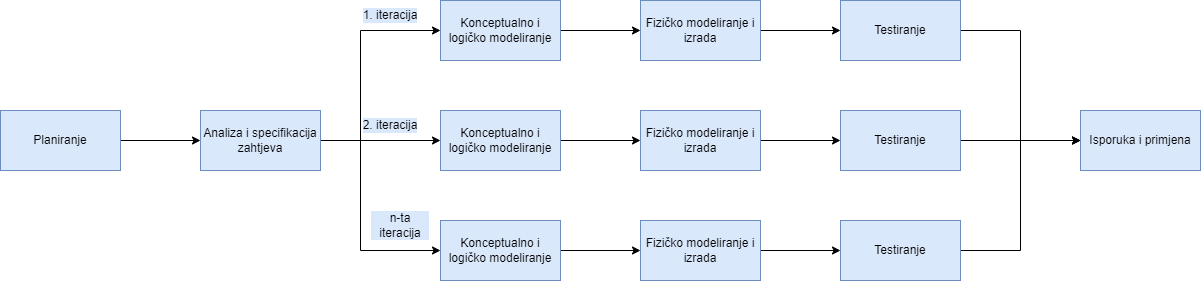 1. iteracija
Konceptualno i
logičko modeliranje
Fizičko modeliranje i
izrada
Testiranje
Planiranje
Analiza i specifikacija
zahtjeva
2. iteracija
Konceptualno i
logičko modeliranje
Fizičko modeliranje i
izrada
Testiranje
Isporuka i primjena
n-ta
iteracija
Konceptualno i
logičko modeliranje
Fizičko modeliranje i
izrada
Testiranje